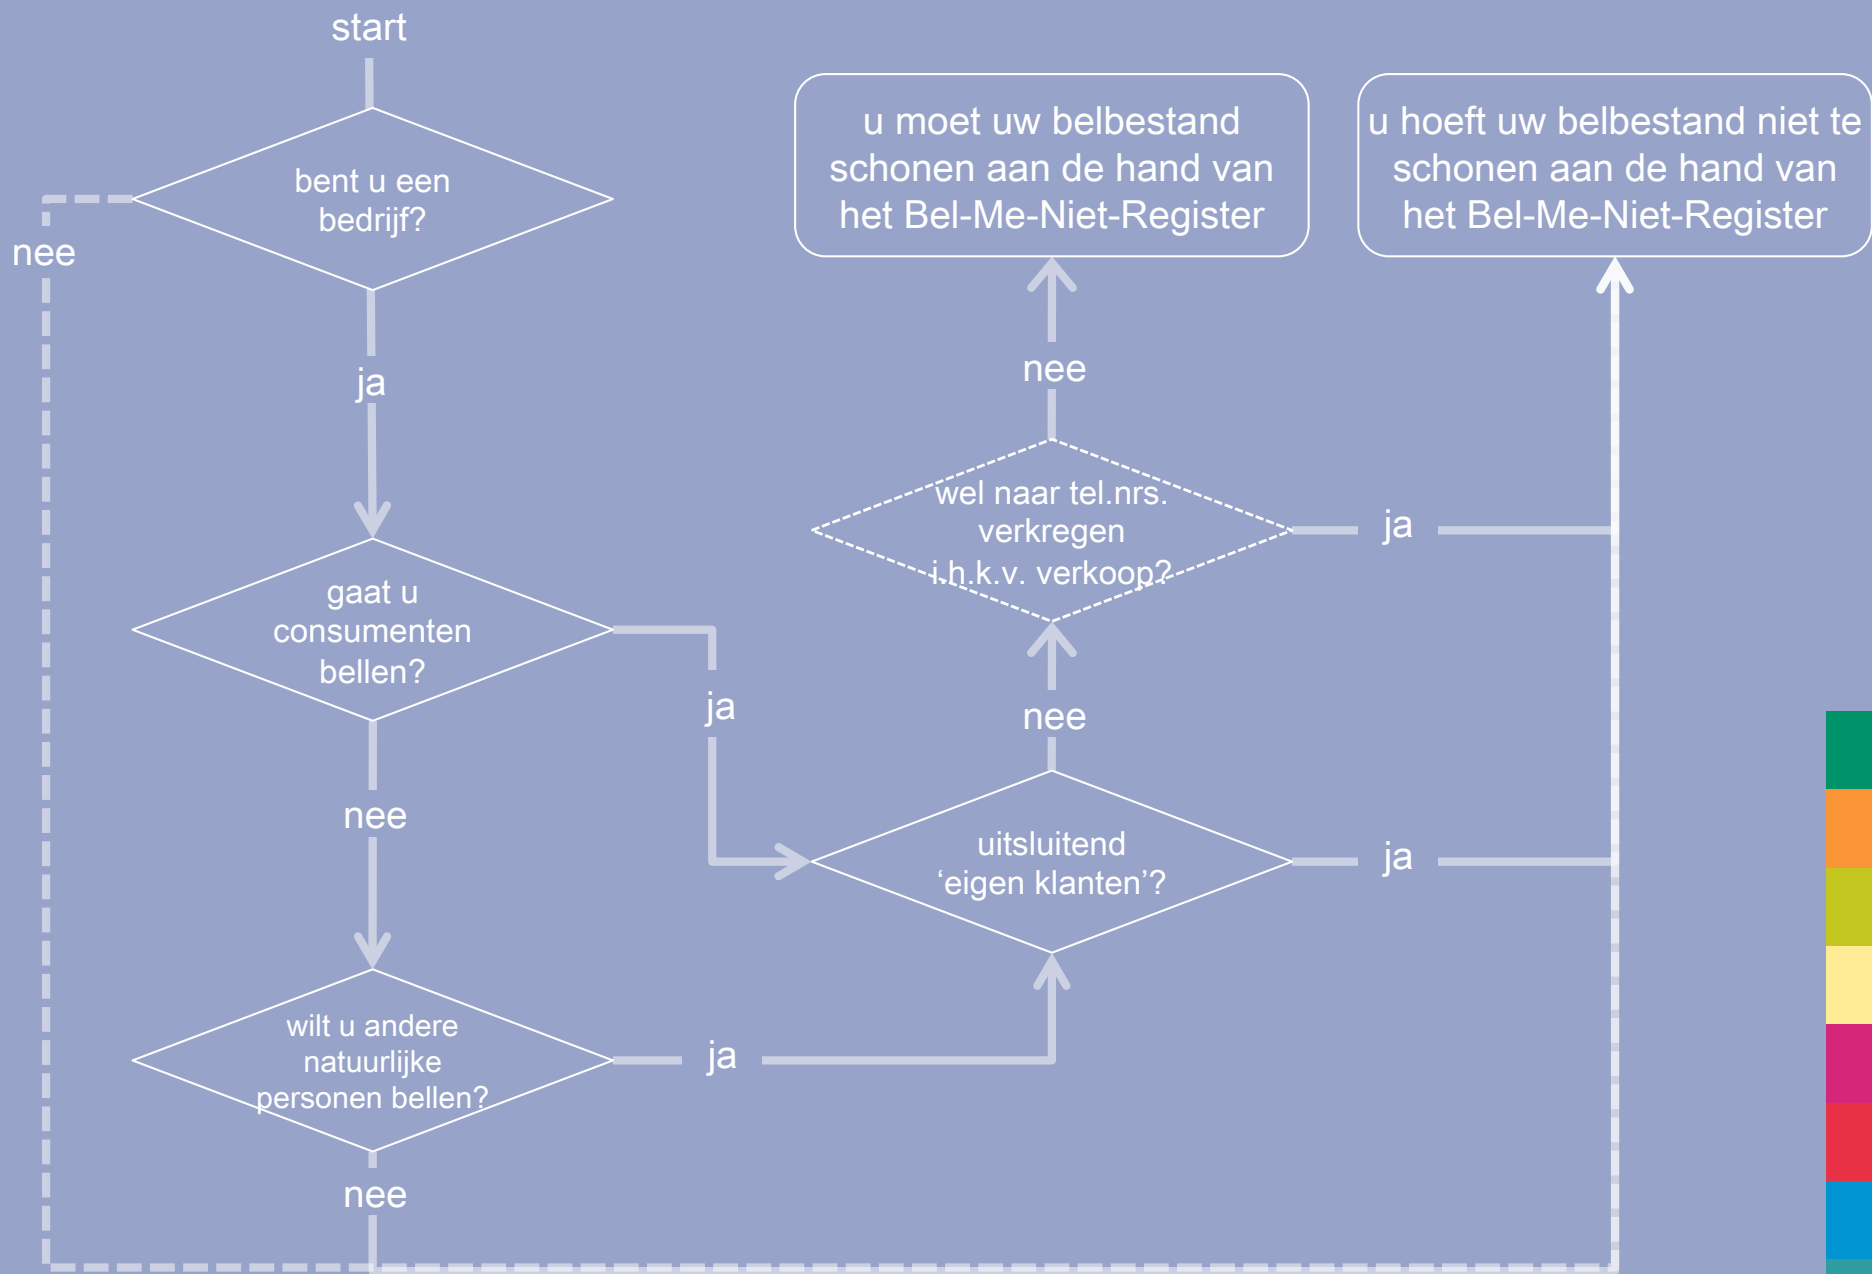 start
bent u een
bedrijf?
nee
ja
gaat u
consumenten
bellen?
ja
nee
wilt u andere
natuurlijke
personen bellen?
ja
nee
u moet uw belbestand
schonen aan de hand van
het Bel-Me-Niet-Register
nee
wel naar tel.nrs.
verkregen
i.h.k.v. verkoop?
ja
nee
uitsluitend
‘eigen klanten’?
ja
u hoeft uw belbestand niet te
schonen aan de hand van
het Bel-Me-Niet-Register